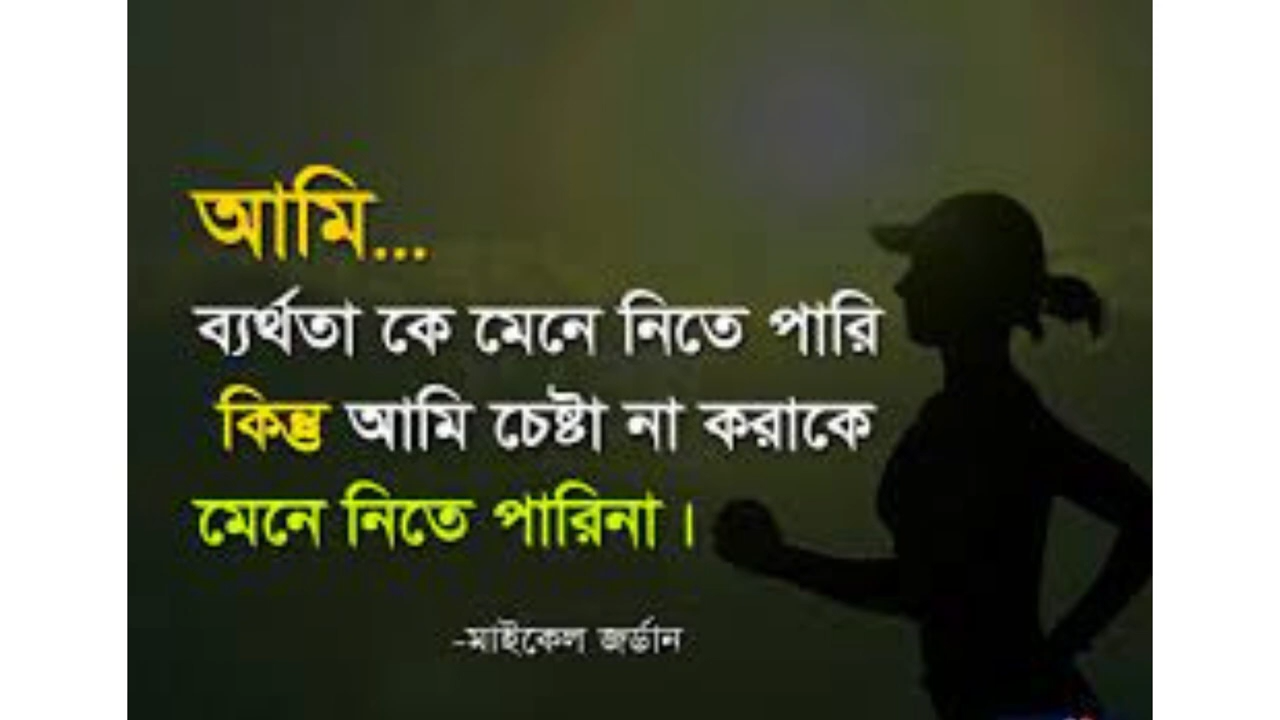 আমি...
ব্যর্থতা কে মেনে নিতে পারি
কিন্তু আমি চেষ্টা না করাকে
মেনে নিতে পারিনা।
-মাইকেল জর্ডান